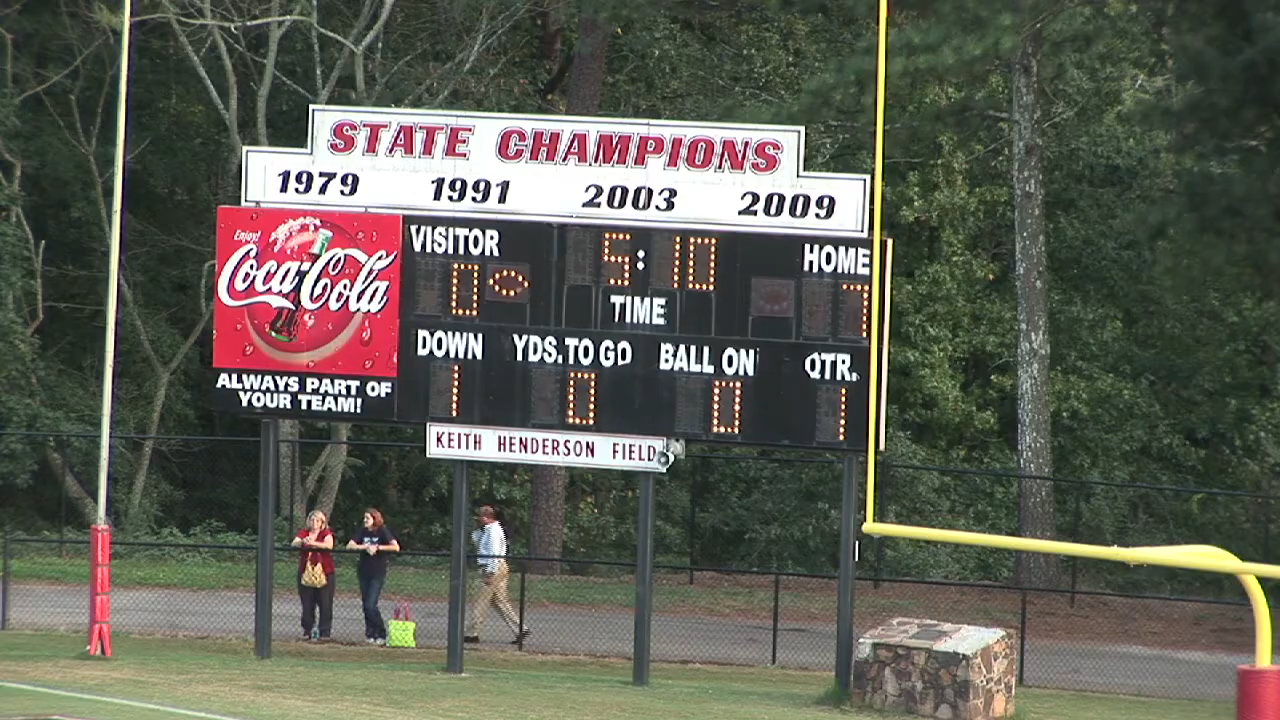 STATE CHAMPIONS
1979 1991 2003 2009
Enjoy!
Coca-Cola
ALWAYS PART OF
YOUR TEAM!
VISITOR 5:10 HOME
0 TIME 7
DOWN YDS.TO GO BALL ON QTR.
1 0 0 1
KEITH HENDERSON FIELD